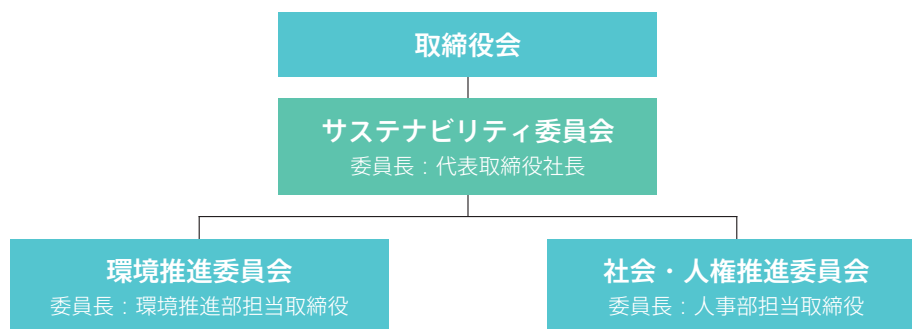 取締役会
サステナビリティ委員会
委員長：代表取締役社長
環境推進委員会
委員長：環境推進部担当取締役
社会・人権推進委員会
委員長：人事部担当取締役